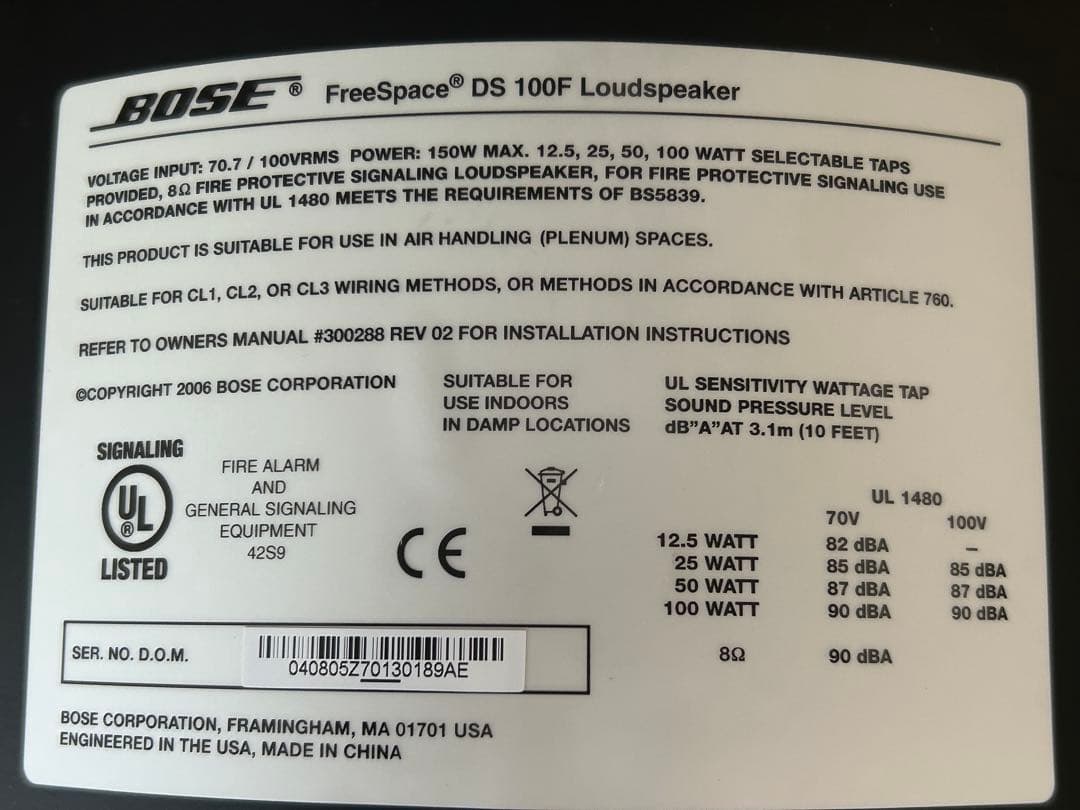 BOSE® FreeSpace® DS 100F Loudspeaker
VOLTAGE INPUT: 70.7 / 100VRMS POWER: 150W MAX. 12.5, 25, 50, 100 WATT SELECTABLE TAPS
PROVIDED, 8Ω FIRE PROTECTIVE SIGNALING LOUDSPEAKER, FOR FIRE PROTECTIVE SIGNALING USE
IN ACCORDANCE WITH UL 1480 MEETS THE REQUIREMENTS OF BS5839.
THIS PRODUCT IS SUITABLE FOR USE IN AIR HANDLING (PLENUM) SPACES.
SUITABLE FOR CL1, CL2, OR CL3 WIRING METHODS, OR METHODS IN ACCORDANCE WITH ARTICLE 760.
REFER TO OWNERS MANUAL #300288 REV 02 FOR INSTALLATION INSTRUCTIONS
©COPYRIGHT 2006 BOSE CORPORATION
SUITABLE FOR
USE INDOORS
IN DAMP LOCATIONS
UL SENSITIVITY WATTAGE TAP
SOUND PRESSURE LEVEL
dB"A"AT 3.1m (10 FEET)
SIGNALING
UL®
LISTED
FIRE ALARM
AND
GENERAL SIGNALING
EQUIPMENT
42S9
CE
UL 1480
70V 100V
12.5 WATT 82 dBA –
25 WATT 85 dBA 85 dBA
50 WATT 87 dBA 87 dBA
100 WATT 90 dBA 90 dBA
8Ω 90 dBA
SER. NO. D.O.M.
040805Z70130189AE
BOSE CORPORATION, FRAMINGHAM, MA 01701 USA
ENGINEERED IN THE USA, MADE IN CHINA